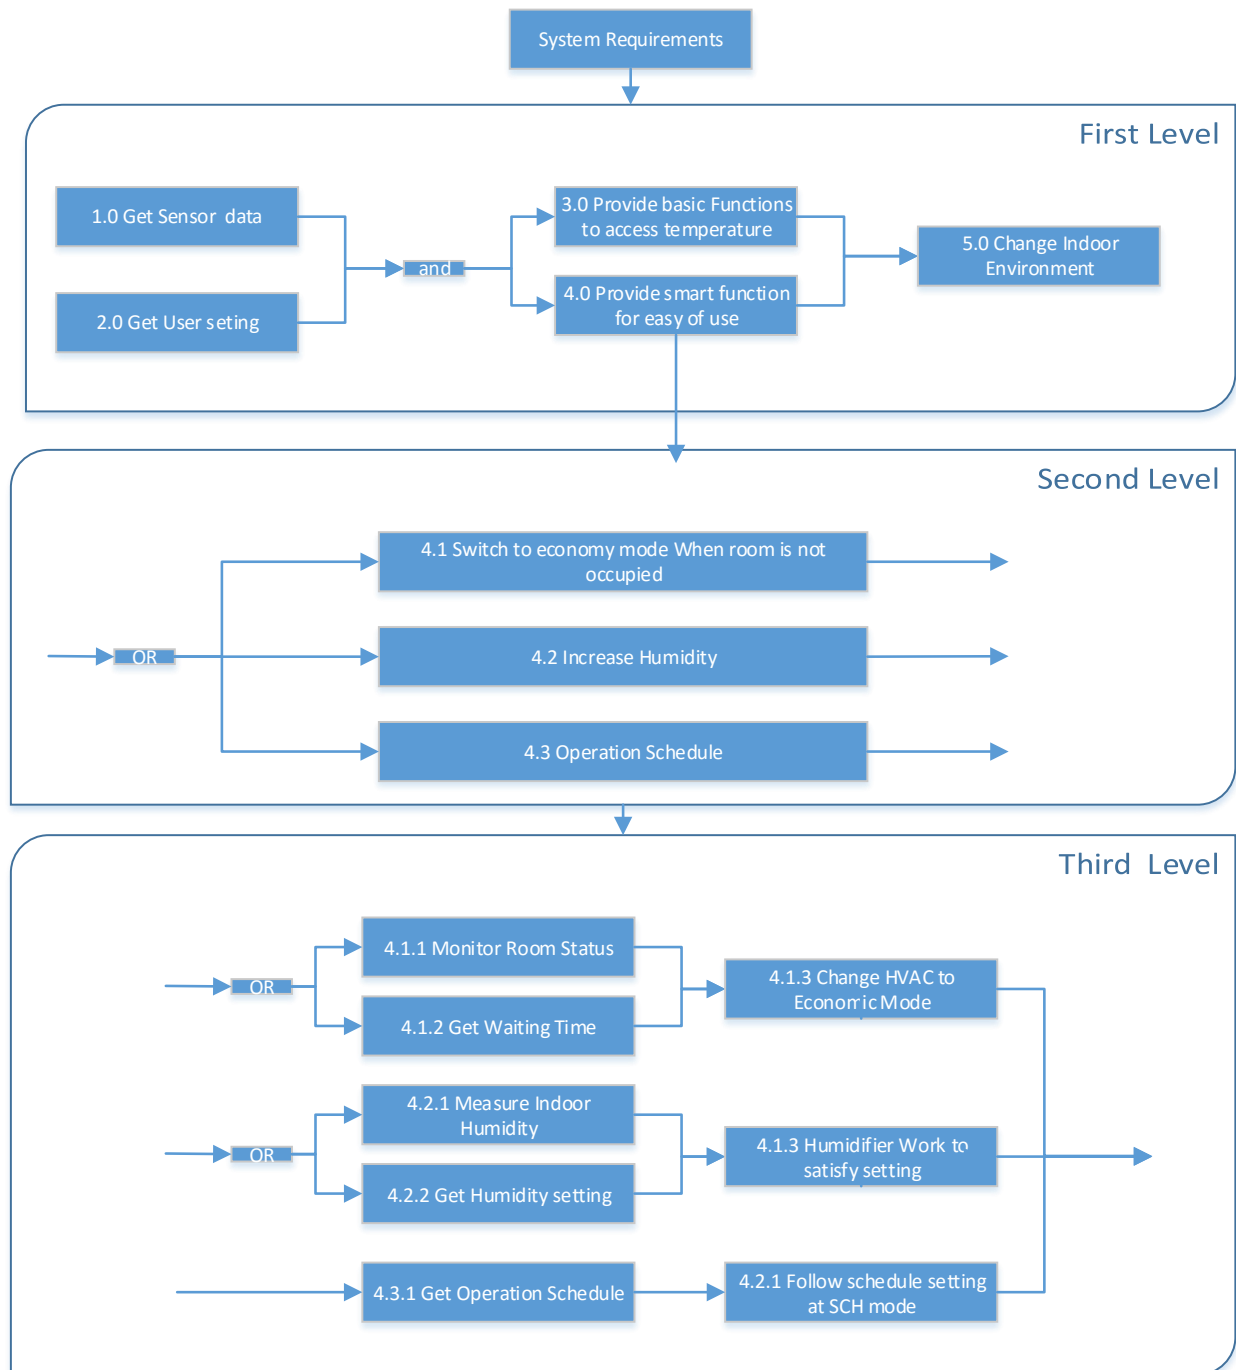 System Requirements
First Level
1.0 Get Sensor data
2.0 Get User seting
and
3.0 Provide basic Functions
to access temperature
4.0 Provide smart function
for easy of use
5.0 Change Indoor
Environment
Second Level
OR
4.1 Switch to economy mode When room is not
occupied
4.2 Increase Humidity
4.3 Operation Schedule
Third Level
OR
4.1.1 Monitor Room Status
4.1.2 Get Waiting Time
4.1.3 Change HVAC to
Economic Mode
OR
4.2.1 Measure Indoor
Humidity
4.2.2 Get Humidity setting
4.1.3 Humidifier Work to
satisfy setting
4.3.1 Get Operation Schedule
4.2.1 Follow schedule setting
at SCH mode